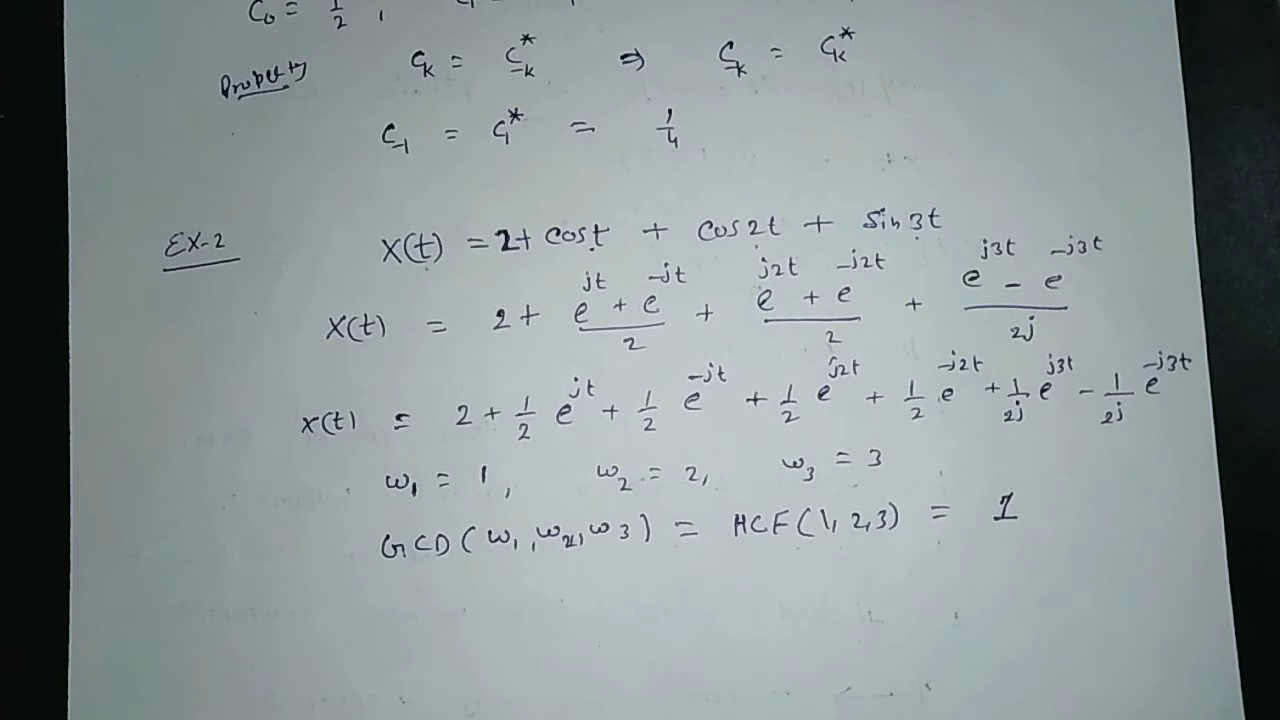 C₀ = 1/2 ,
Property Cₖ = C₋ₖ* ⇒ C₋ₖ = Cₖ*
C₋₁ = C₁* = 1/4
EX-2 X(t) = 2+ cost + cos2t + Sin3t
X(t) = 2+ (e^{jt} + e^{-jt})/2 + (e^{j2t} + e^{-j2t})/2 + (e^{j3t} - e^{-j3t})/2j
x(t) = 2 + 1/2 e^{jt} + 1/2 e^{-jt} + 1/2 e^{j2t} + 1/2 e^{-j2t} + 1/2j e^{j3t} - 1/2j e^{-j3t}
ω₁ = 1, ω₂ = 2, ω₃ = 3
GCD(ω₁, ω₂, ω3) = HCF(1, 2, 3) = 1